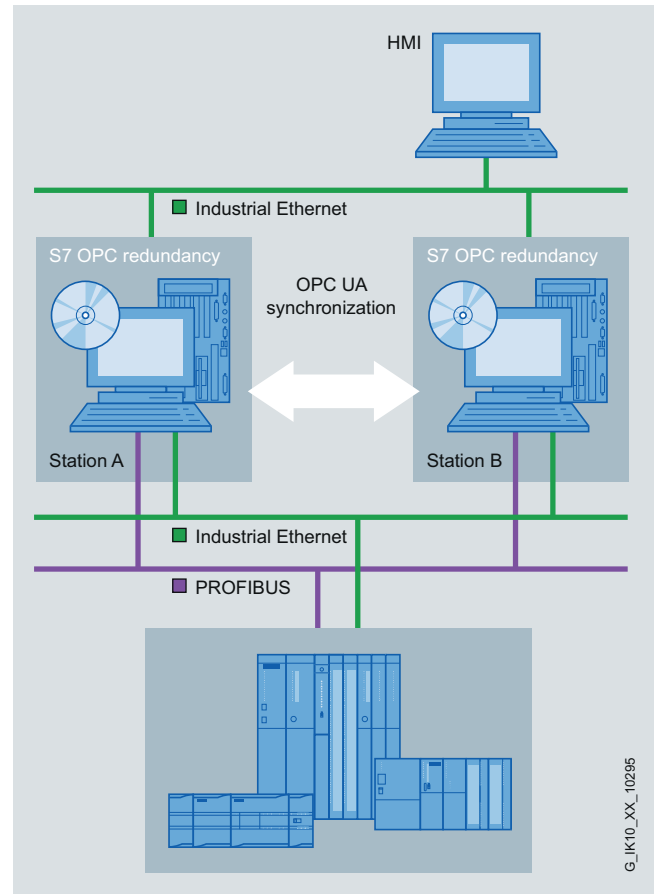 HMI
Industrial Ethernet
S7 OPC redundancy
S7 OPC redundancy
OPC UA
synchronization
Station A
Station B
Industrial Ethernet
PROFIBUS
G_IK10_XX_10295